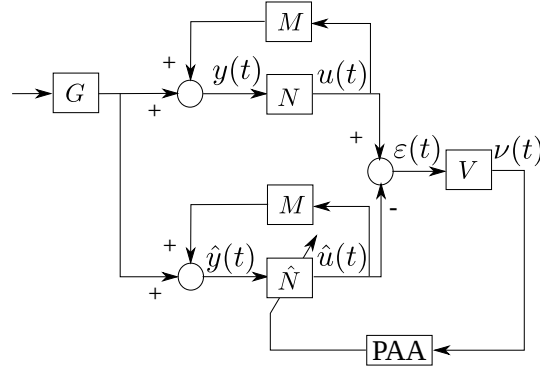 M
+
y(t)
u(t)
G
N
+
+
ε(t)
ν(t)
V
-
M
+
ŷ(t)
û(t)
N̂
+
PAA